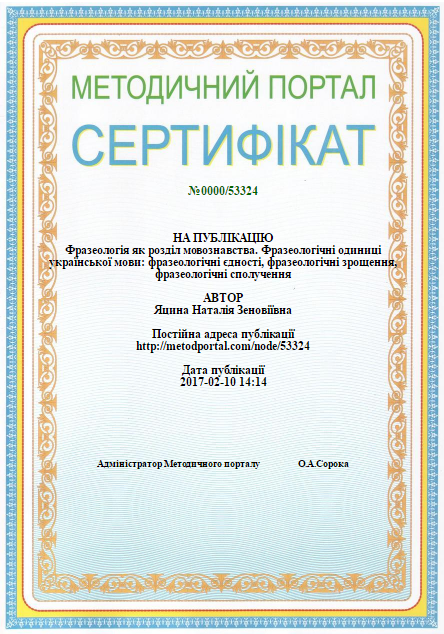 МЕТОДИЧНИЙ ПОРТАЛ
СЕРТИФІКАТ
№0000/53324
НА ПУБЛІКАЦІЮ
Фразеологія як розділ мовознавства. Фразеологічні одиниці
української мови: фразеологічні єдності, фразеологічні зрощення,
фразеологічні сполучення
АВТОР
Яцина Наталія Зеновіївна
Постійна адреса публікації
http://metodportal.com/node/53324
Дата публікації
2017-02-10 14:14
Адміністратор Методичного порталу О.А.Сорока